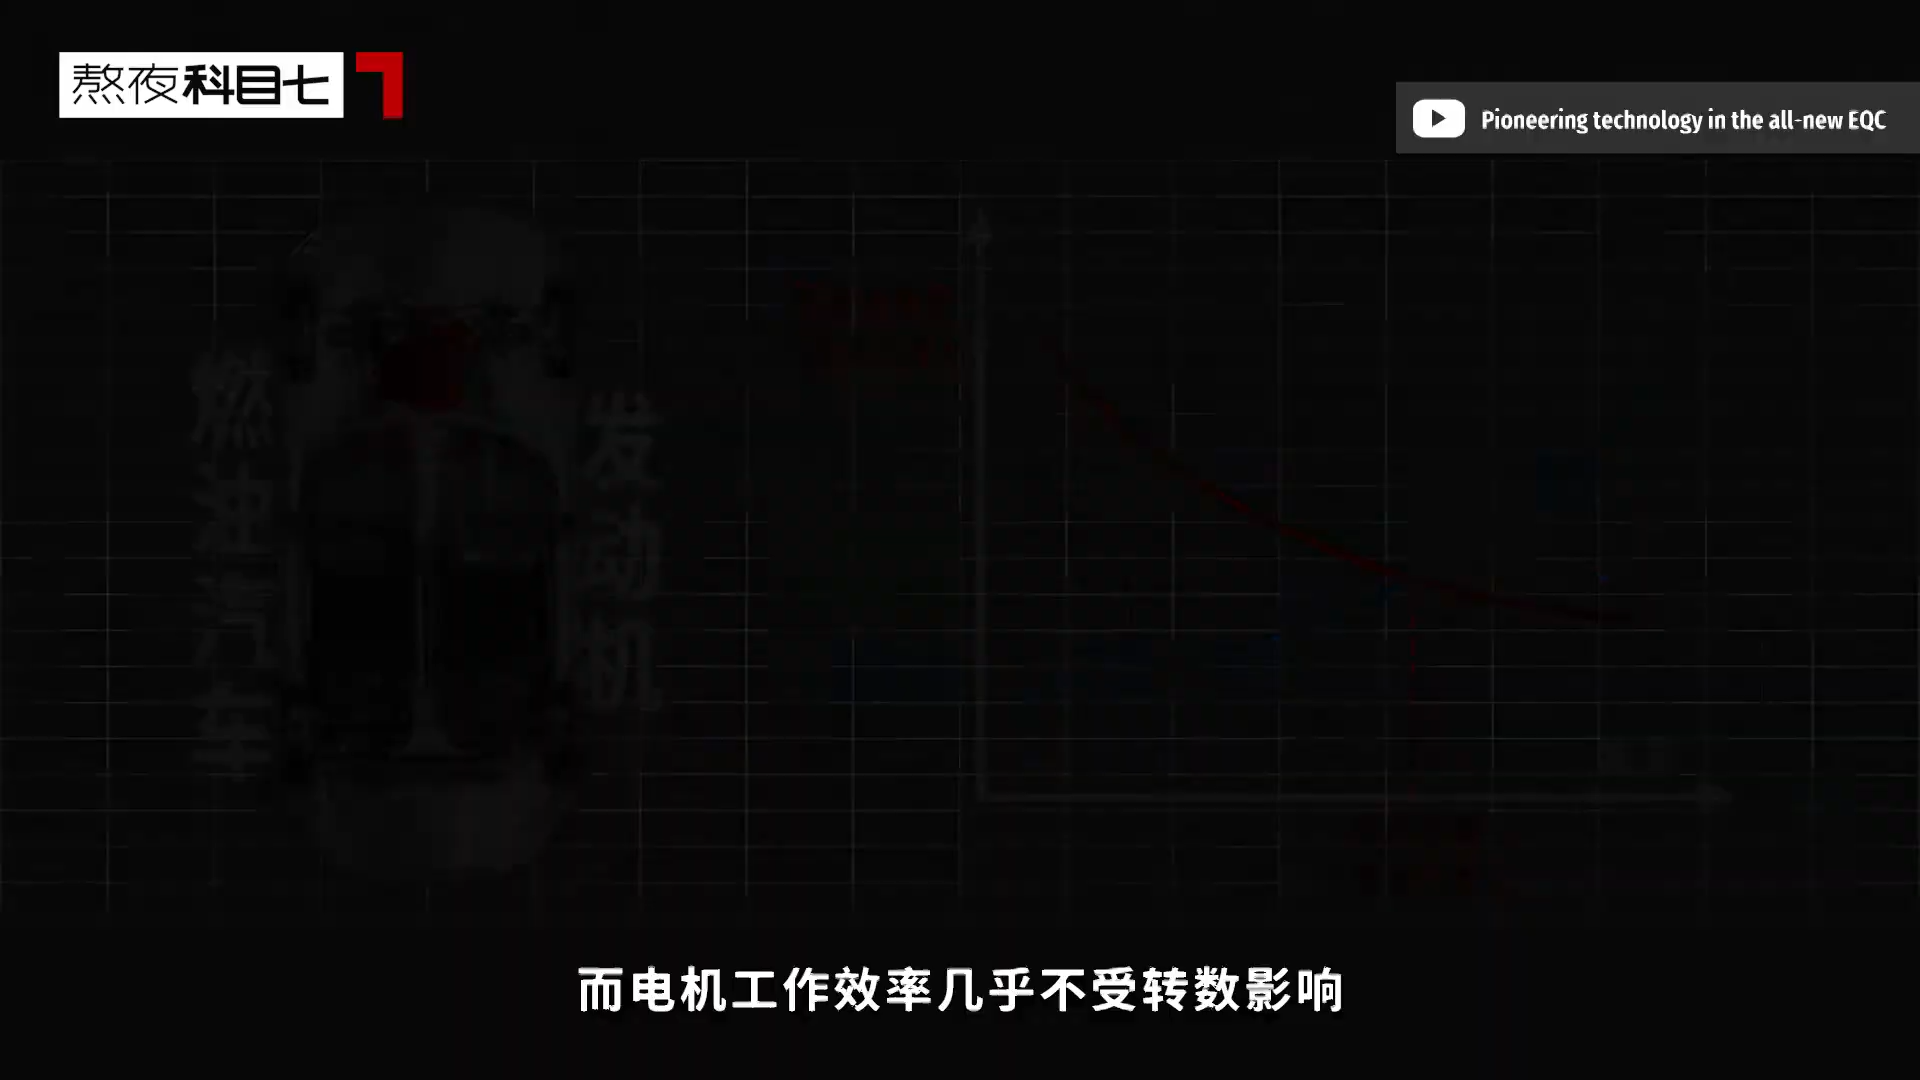 熬夜科目七
Pioneering technology in the all-new EQC
燃油汽车
发动机
而电机工作效率几乎不受转数影响